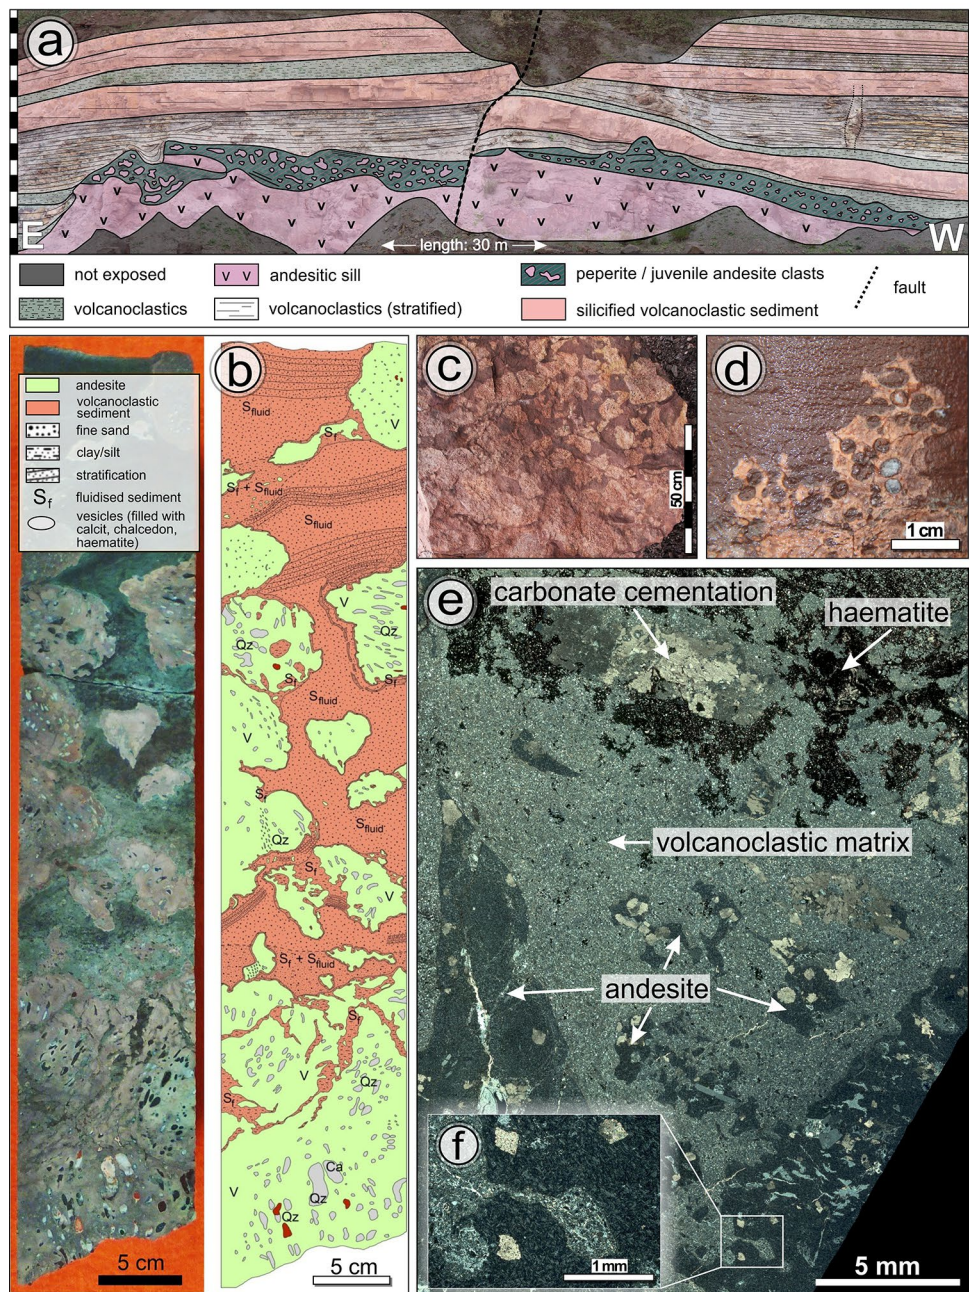 a
E
W
length: 30 m
not exposed
andesitic sill
peperite / juvenile andesite clasts
volcanoclastics
volcanoclastics (stratified)
silicified volcanoclastic sediment
fault
andesite
volcanoclastic
sediment
fine sand
clay/silt
stratification
Sf fluidised sediment
vesicles (filled with
calcit, chalcedon,
haematite)
5 cm
b
Sfluid
V
Sf
Sf + Sfluid
Sfluid
V
Qz
Qz
Sf
Sf
Sfluid
V
Sfluid
Qz
Sf
V
Sf + Sfluid
Sf
V
Qz
Sf
Ca
V
Qz
Qz
5 cm
c
50 cm
d
1 cm
e
carbonate cementation
haematite
volcanoclastic matrix
andesite
f
1 mm
5 mm